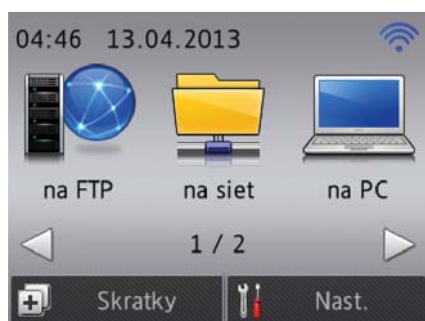 04:46 13.04.2013
na FTP na siet na PC
1 / 2
Skratky Nast.